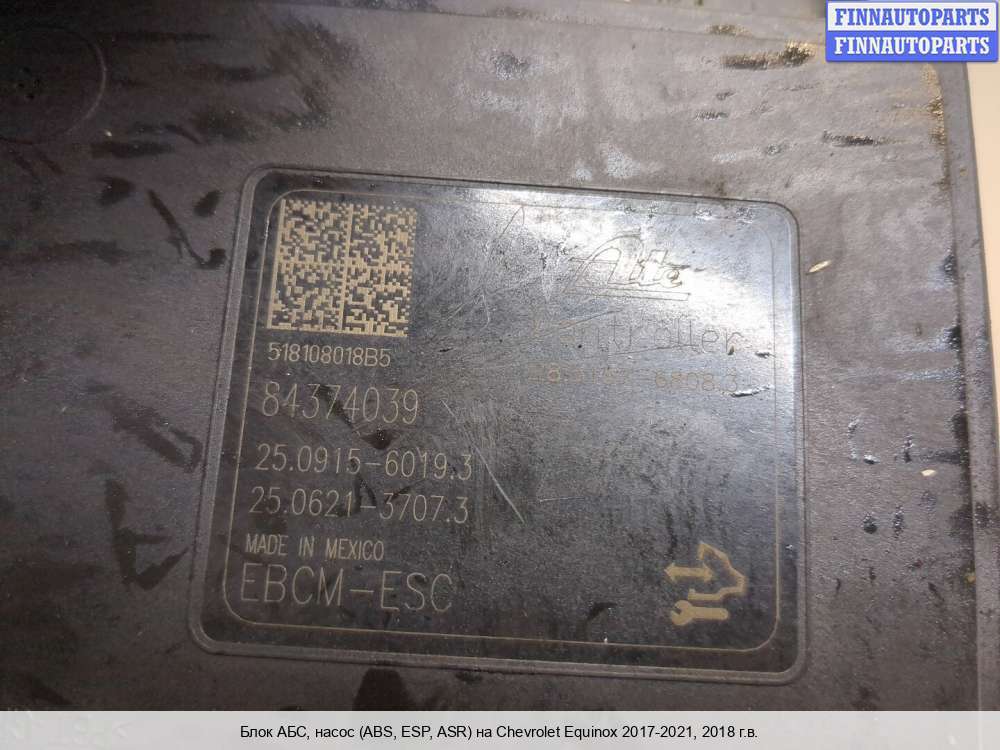 FINNAUTOPARTS
FINNAUTOPARTS
Ate
518108018B5
84374039
25.0915-6019.3
25.0621-3707.3
MADE IN MEXICO
EBCM-ESC
Блок АБС, насос (ABS, ESP, ASR) на Chevrolet Equinox 2017-2021, 2018 г.в.